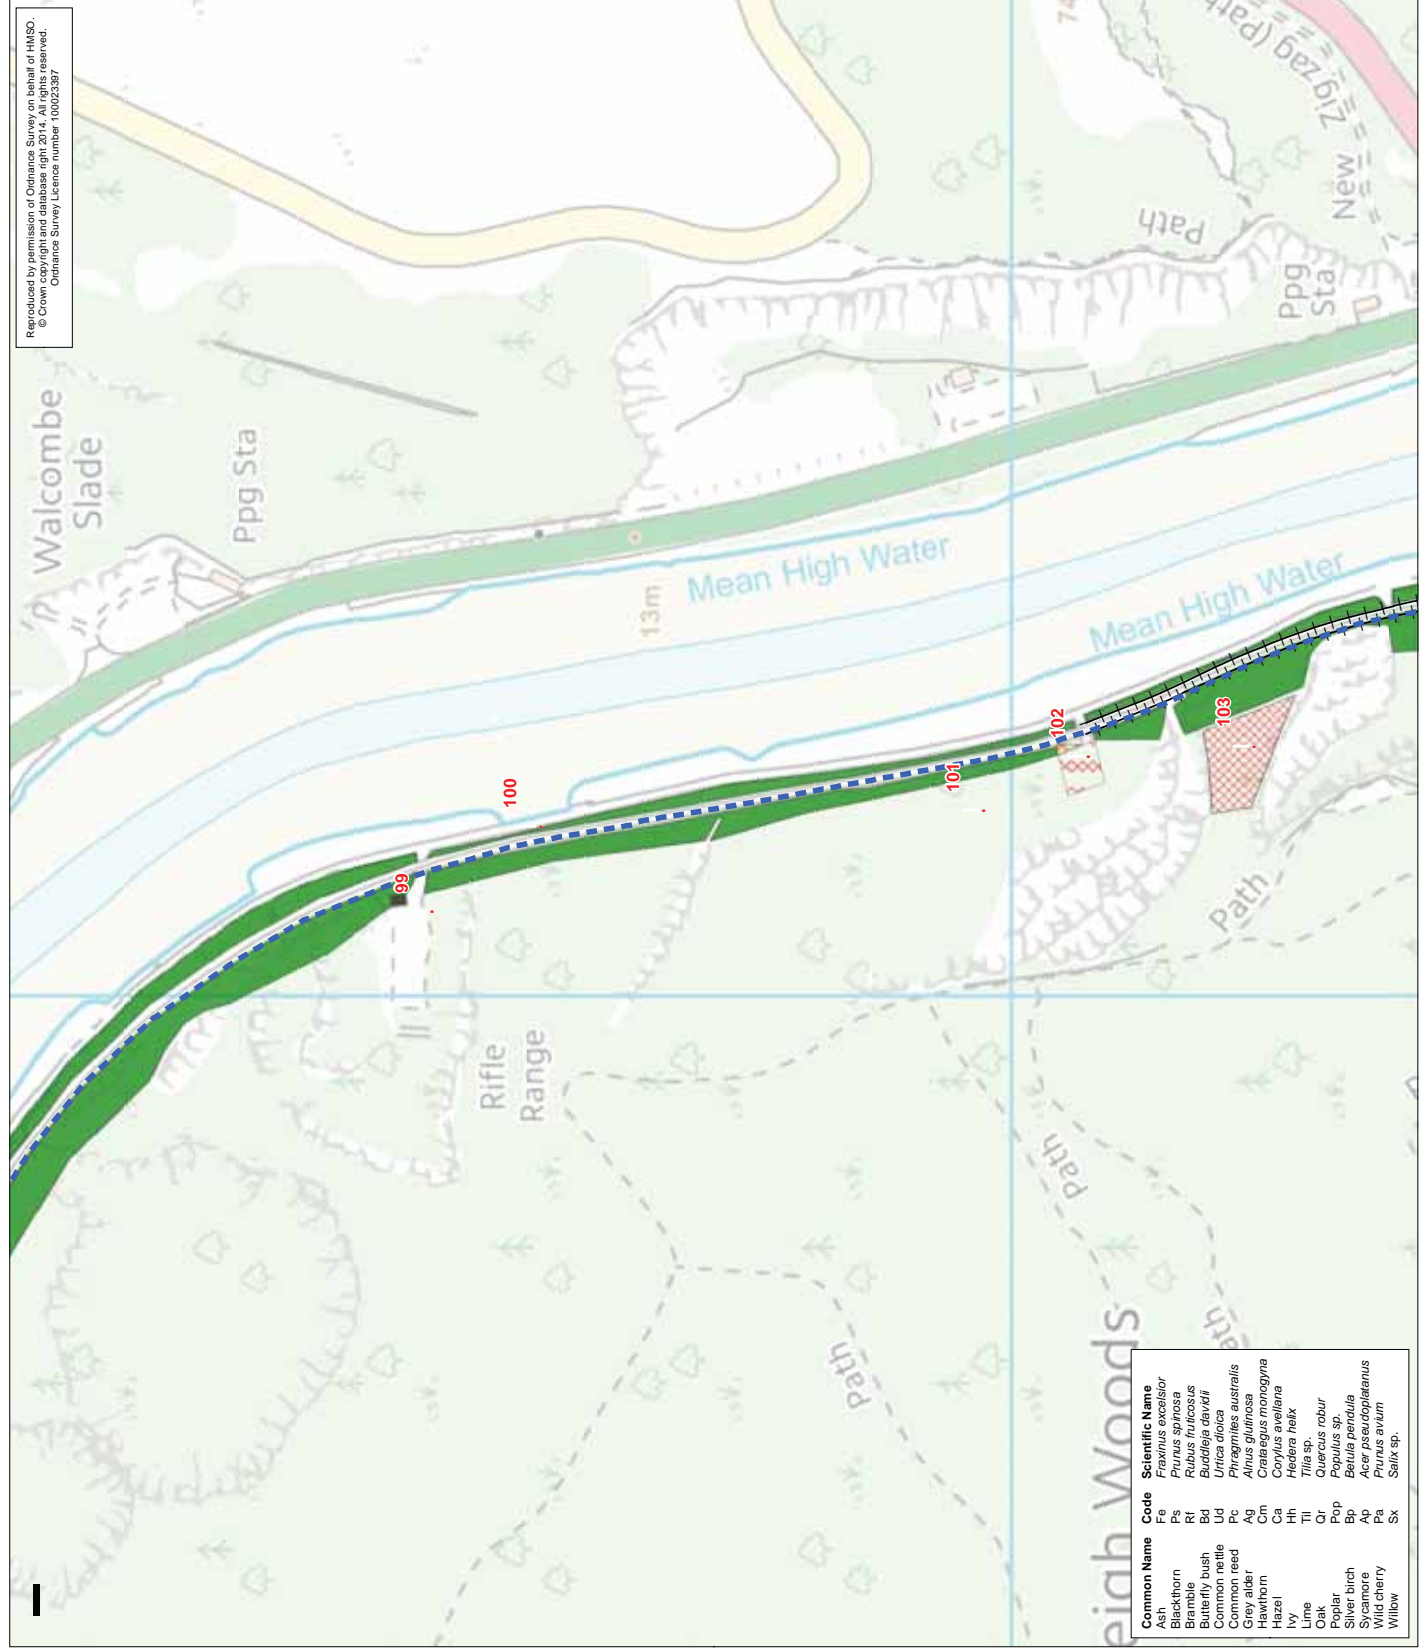 Reproduced by permission of Ordnance Survey on behalf of HMSO.
© Crown copyright and database right 2014. All rights reserved.
Ordnance Survey Licence number 100023397
Walcombe
Slade
Ppg Sta
74
Zigzag (Path)
New
Path
Ppg
Sta
Mean High Water
13m
Mean High Water
99
100
101
102
103
Rifle
Range
Path
Path
Path
Path
eigh Woods
Common Name Code Scientific Name
Ash Fe Fraxinus excelsior
Blackthorn Ps Prunus spinosa
Bramble Rf Rubus fruticosus
Butterfly bush Bd Buddleja davidii
Common nettle Ud Urtica dioica
Common reed Pc Phragmites australis
Grey alder Ag Alnus glutinosa
Hawthorn Cm Crataegus monogyna
Hazel Ca Corylus avellana
Ivy Hh Hedera helix
Lime Til Tilia sp.
Oak Qr Quercus robur
Poplar Pop Populus sp.
Silver birch Bp Betula pendula
Sycamore Ap Acer pseudoplatanus
Wild cherry Pa Prunus avium
Willow Sx Salix sp.